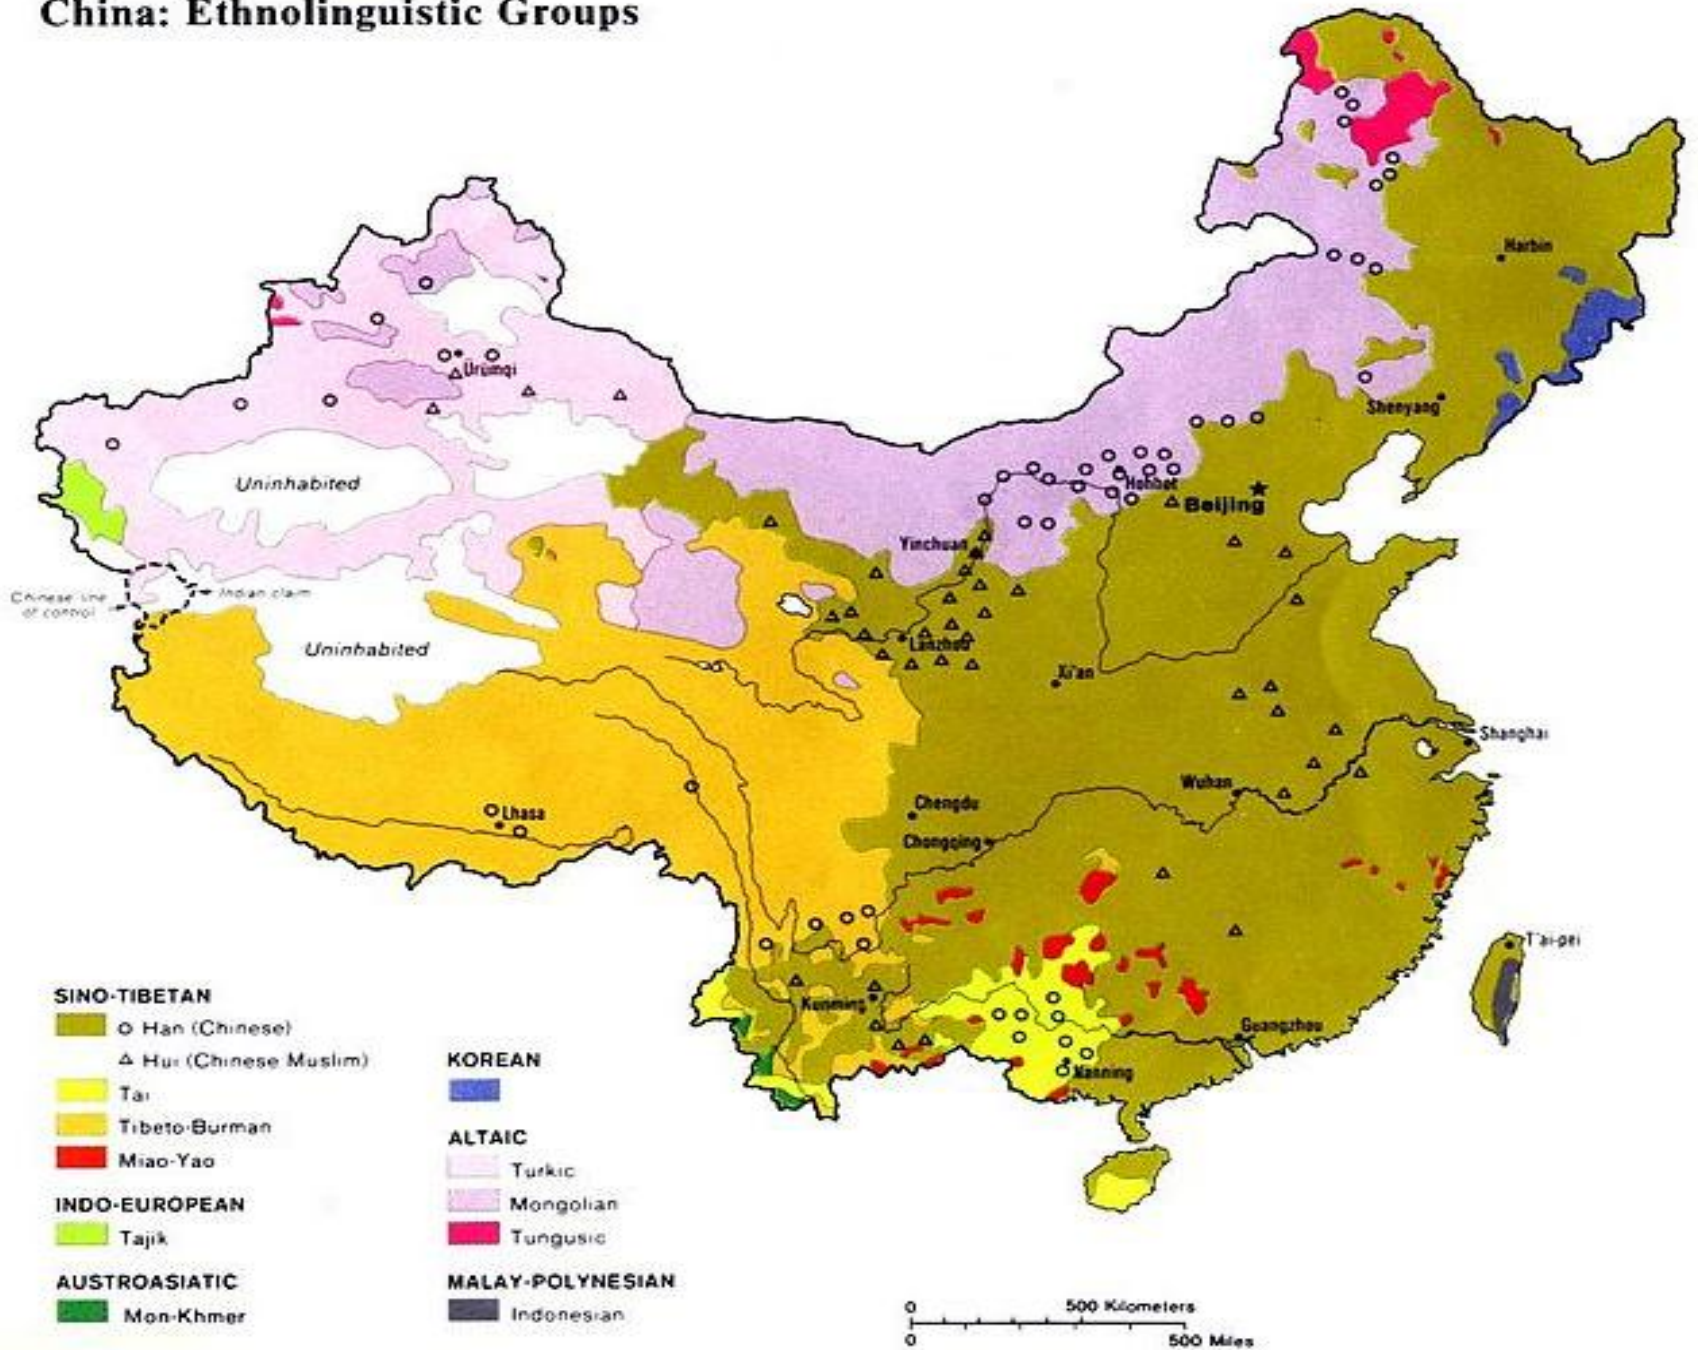 China: Ethnolinguistic Groups
Harbin
Ürümqi
Shenyang
Uninhabited
Hohhot
Beijing
Yinchuan
Chinese line
of control
Indian claim
Lanzhou
Uninhabited
Xi'an
Shanghai
Wuhan
Lhasa
Chengdu
Chongqing
T'ai-pei
Kunming
Guangzhou
Nanning
SINO-TIBETAN
Han (Chinese)
Hui (Chinese Muslim)
Tai
Tibeto-Burman
Miao-Yao
INDO-EUROPEAN
Tajik
AUSTROASIATIC
Mon-Khmer
KOREAN
ALTAIC
Turkic
Mongolian
Tungusic
MALAY-POLYNESIAN
Indonesian
0 500 Kilometers
0 500 Miles